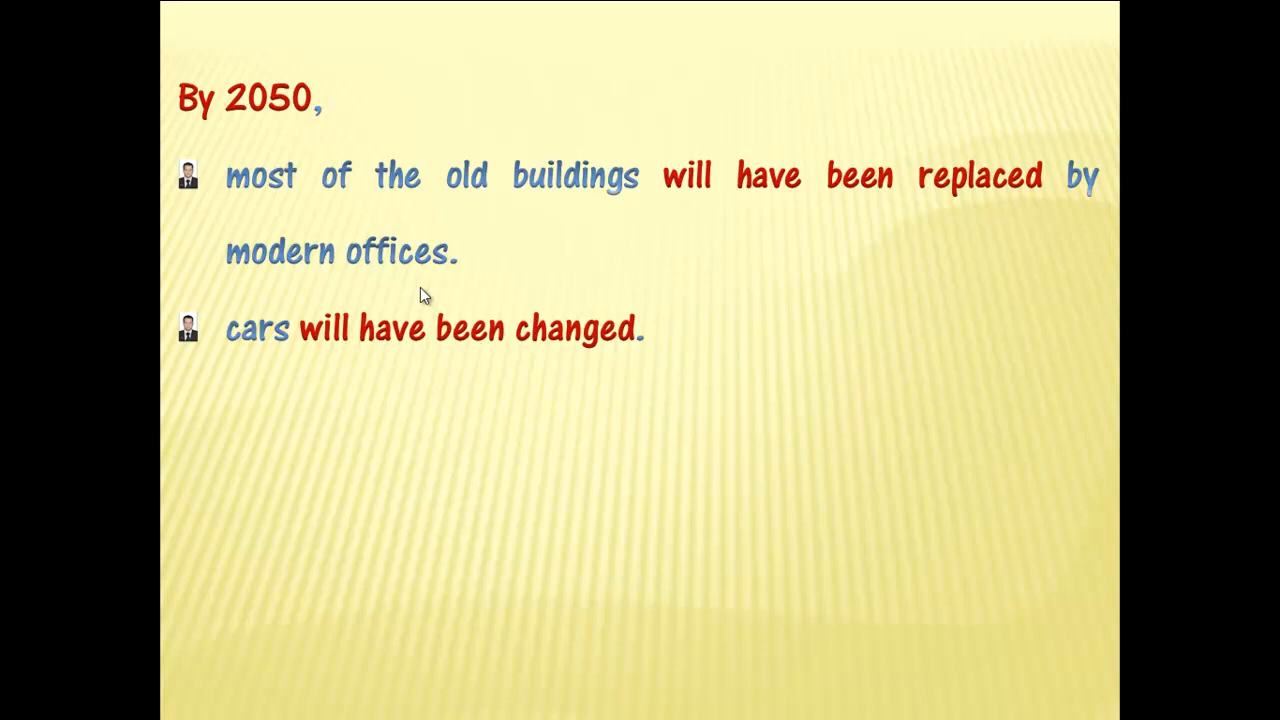 By 2050,
most of the old buildings will have been replaced by
modern offices.
cars will have been changed.